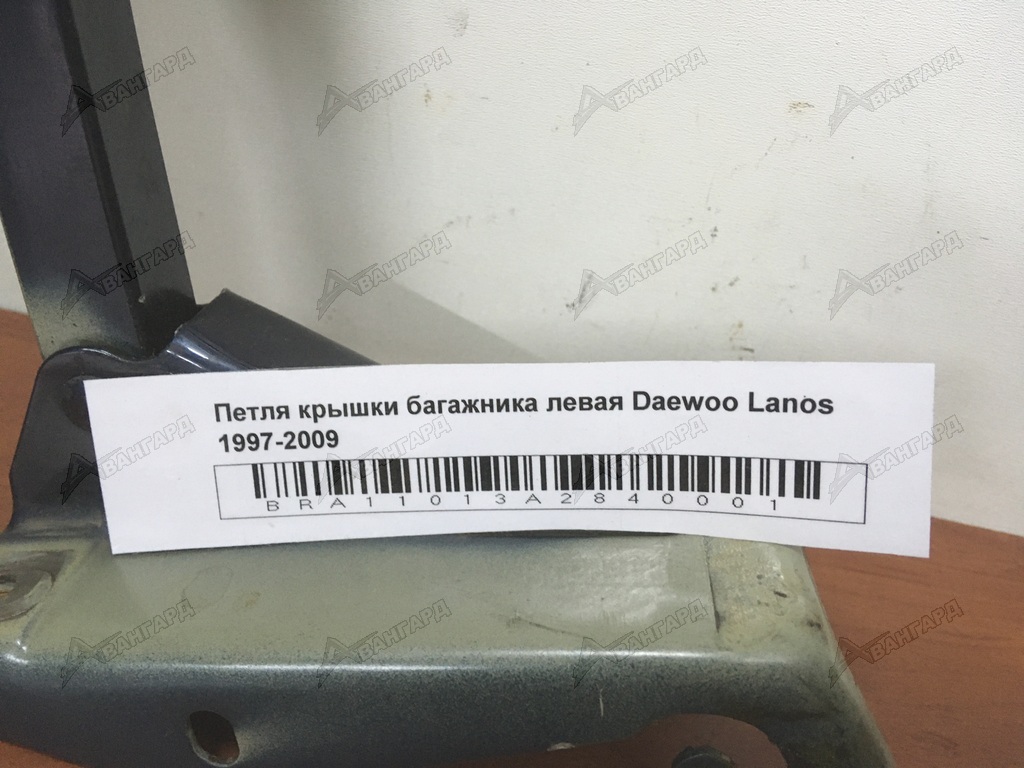 Петля крышки багажника левая Daewoo Lanos
1997-2009
BRA11013A2840001
АВАНГАРД